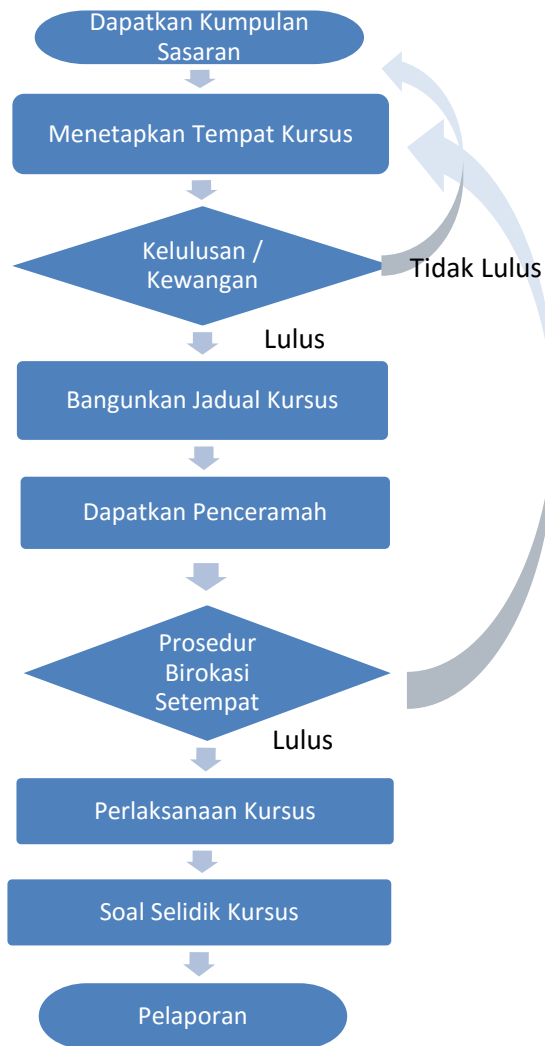 Dapatkan Kumpulan
Sasaran
Menetapkan Tempat Kursus
Kelulusan /
Kewangan
Tidak Lulus
Lulus
Bangunkan Jadual Kursus
Dapatkan Penceramah
Prosedur
Birokasi
Setempat
Lulus
Perlaksanaan Kursus
Soal Selidik Kursus
Pelaporan